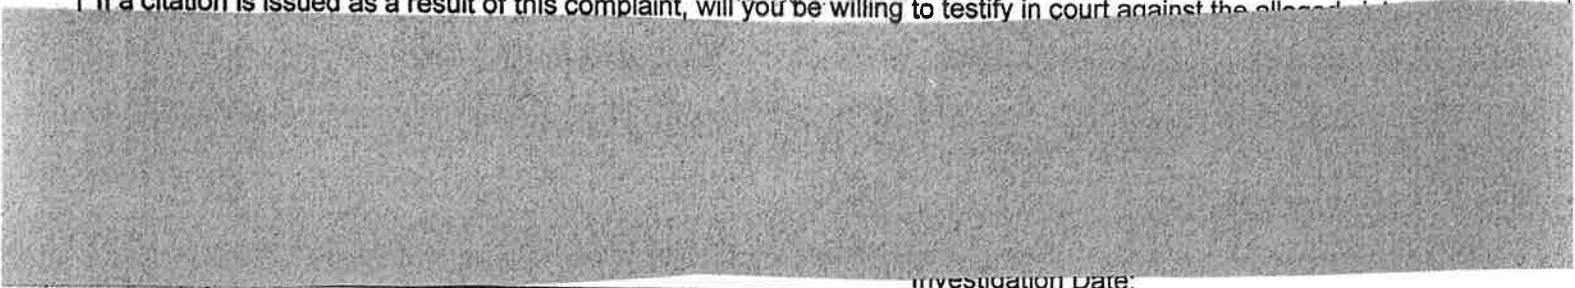 If a citation is issued as a result of this complaint, will you be willing to testify in court against the
Investigation Date: